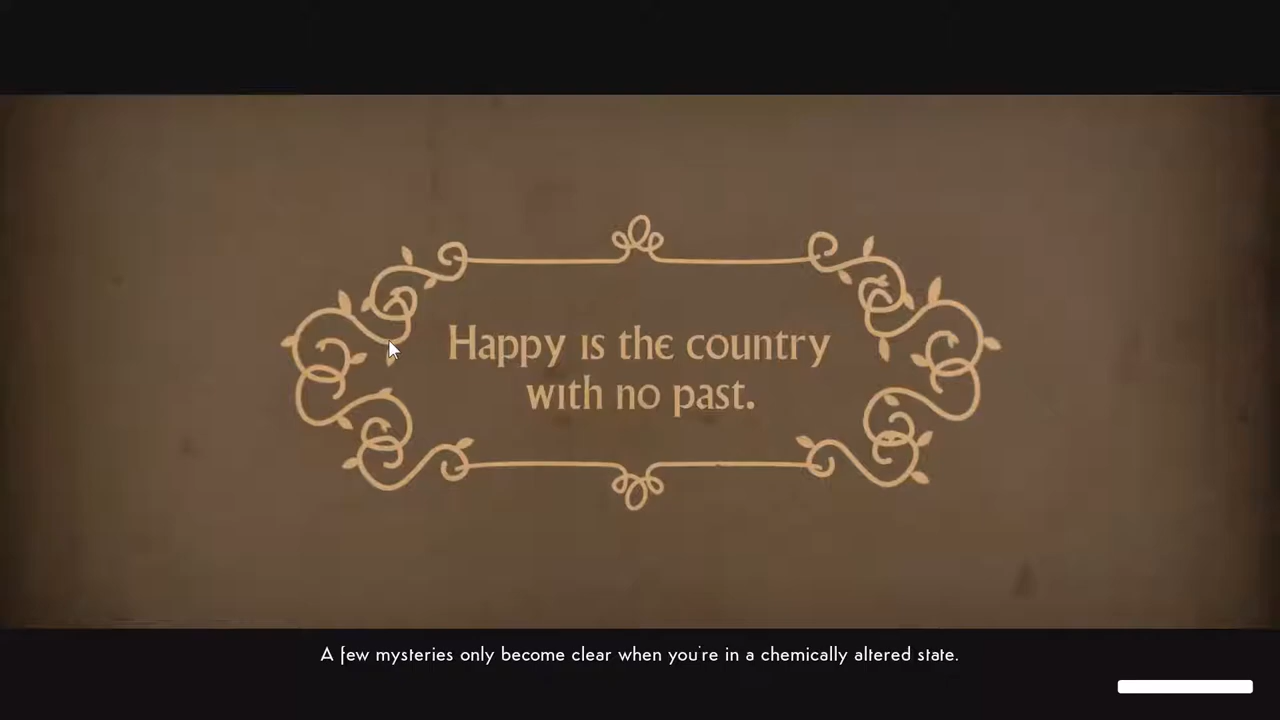 Happy is the country
with no past.
A few mysteries only become clear when you're in a chemically altered state.